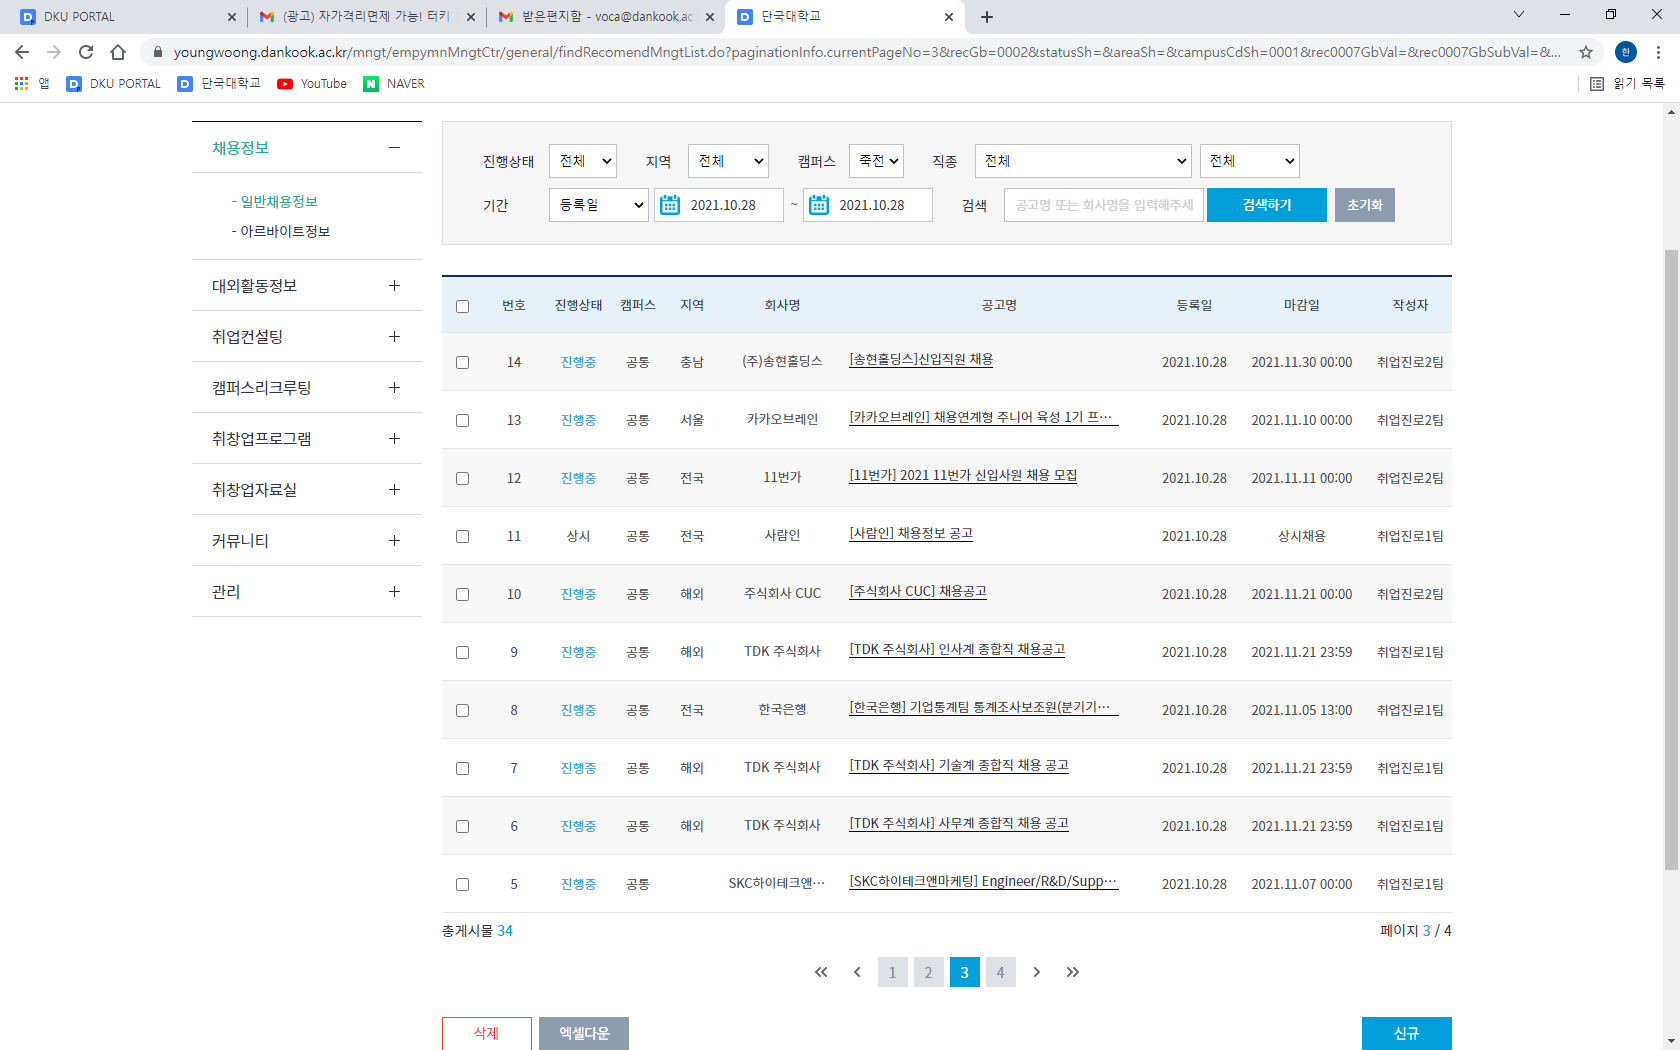 DKU PORTAL
(광고) 자가격리면제 가능! 터키
받은편지함 - voca@dankook.ac.
단국대학교
youngwoong.dankook.ac.kr/mngt/empymnMngtCtr/general/findRecomendMngtList.do?paginationInfo.currentPageNo=3&recGb=0002&statusSh=&areaSh=&campusCdSh=0001&rec0007GbVal=&rec0007GbSubVal=&...
한
앱 DKU PORTAL 단국대학교 YouTube NAVER 읽기 목록
채용정보
- 일반채용정보
- 아르바이트정보
대외활동정보
취업컨설팅
캠퍼스리크루팅
취창업프로그램
취창업자료실
커뮤니티
관리
진행상태 전체 지역 전체 캠퍼스 죽전 직종 전체 전체
기간 등록일 2021.10.28 ~ 2021.10.28 검색 공고명 또는 회사명을 입력해주세 검색하기 초기화
번호 진행상태 캠퍼스 지역 회사명 공고명 등록일 마감일 작성자
14 진행중 공통 충남 (주)송현홀딩스 [송현홀딩스]신입직원 채용 2021.10.28 2021.11.30 00:00 취업진로2팀
13 진행중 공통 서울 카카오브레인 [카카오브레인] 채용연계형 주니어 육성 1기 프… 2021.10.28 2021.11.10 00:00 취업진로2팀
12 진행중 공통 전국 11번가 [11번가] 2021 11번가 신입사원 채용 모집 2021.10.28 2021.11.11 00:00 취업진로2팀
11 상시 공통 전국 사람인 [사람인] 채용정보 공고 2021.10.28 상시채용 취업진로1팀
10 진행중 공통 해외 주식회사 CUC [주식회사 CUC] 채용공고 2021.10.28 2021.11.21 00:00 취업진로2팀
9 진행중 공통 해외 TDK 주식회사 [TDK 주식회사] 인사계 종합직 채용공고 2021.10.28 2021.11.21 23:59 취업진로1팀
8 진행중 공통 전국 한국은행 [한국은행] 기업통계팀 통계조사보조원(분기기… 2021.10.28 2021.11.05 13:00 취업진로1팀
7 진행중 공통 해외 TDK 주식회사 [TDK 주식회사] 기술계 종합직 채용 공고 2021.10.28 2021.11.21 23:59 취업진로1팀
6 진행중 공통 해외 TDK 주식회사 [TDK 주식회사] 사무계 종합직 채용 공고 2021.10.28 2021.11.21 23:59 취업진로1팀
5 진행중 공통 SKC하이테크앤… [SKC하이테크앤마케팅] Engineer/R&D/Supp… 2021.10.28 2021.11.07 00:00 취업진로1팀
총게시물 34 페이지 3 / 4
1 2 3 4
삭제 엑셀다운 신규